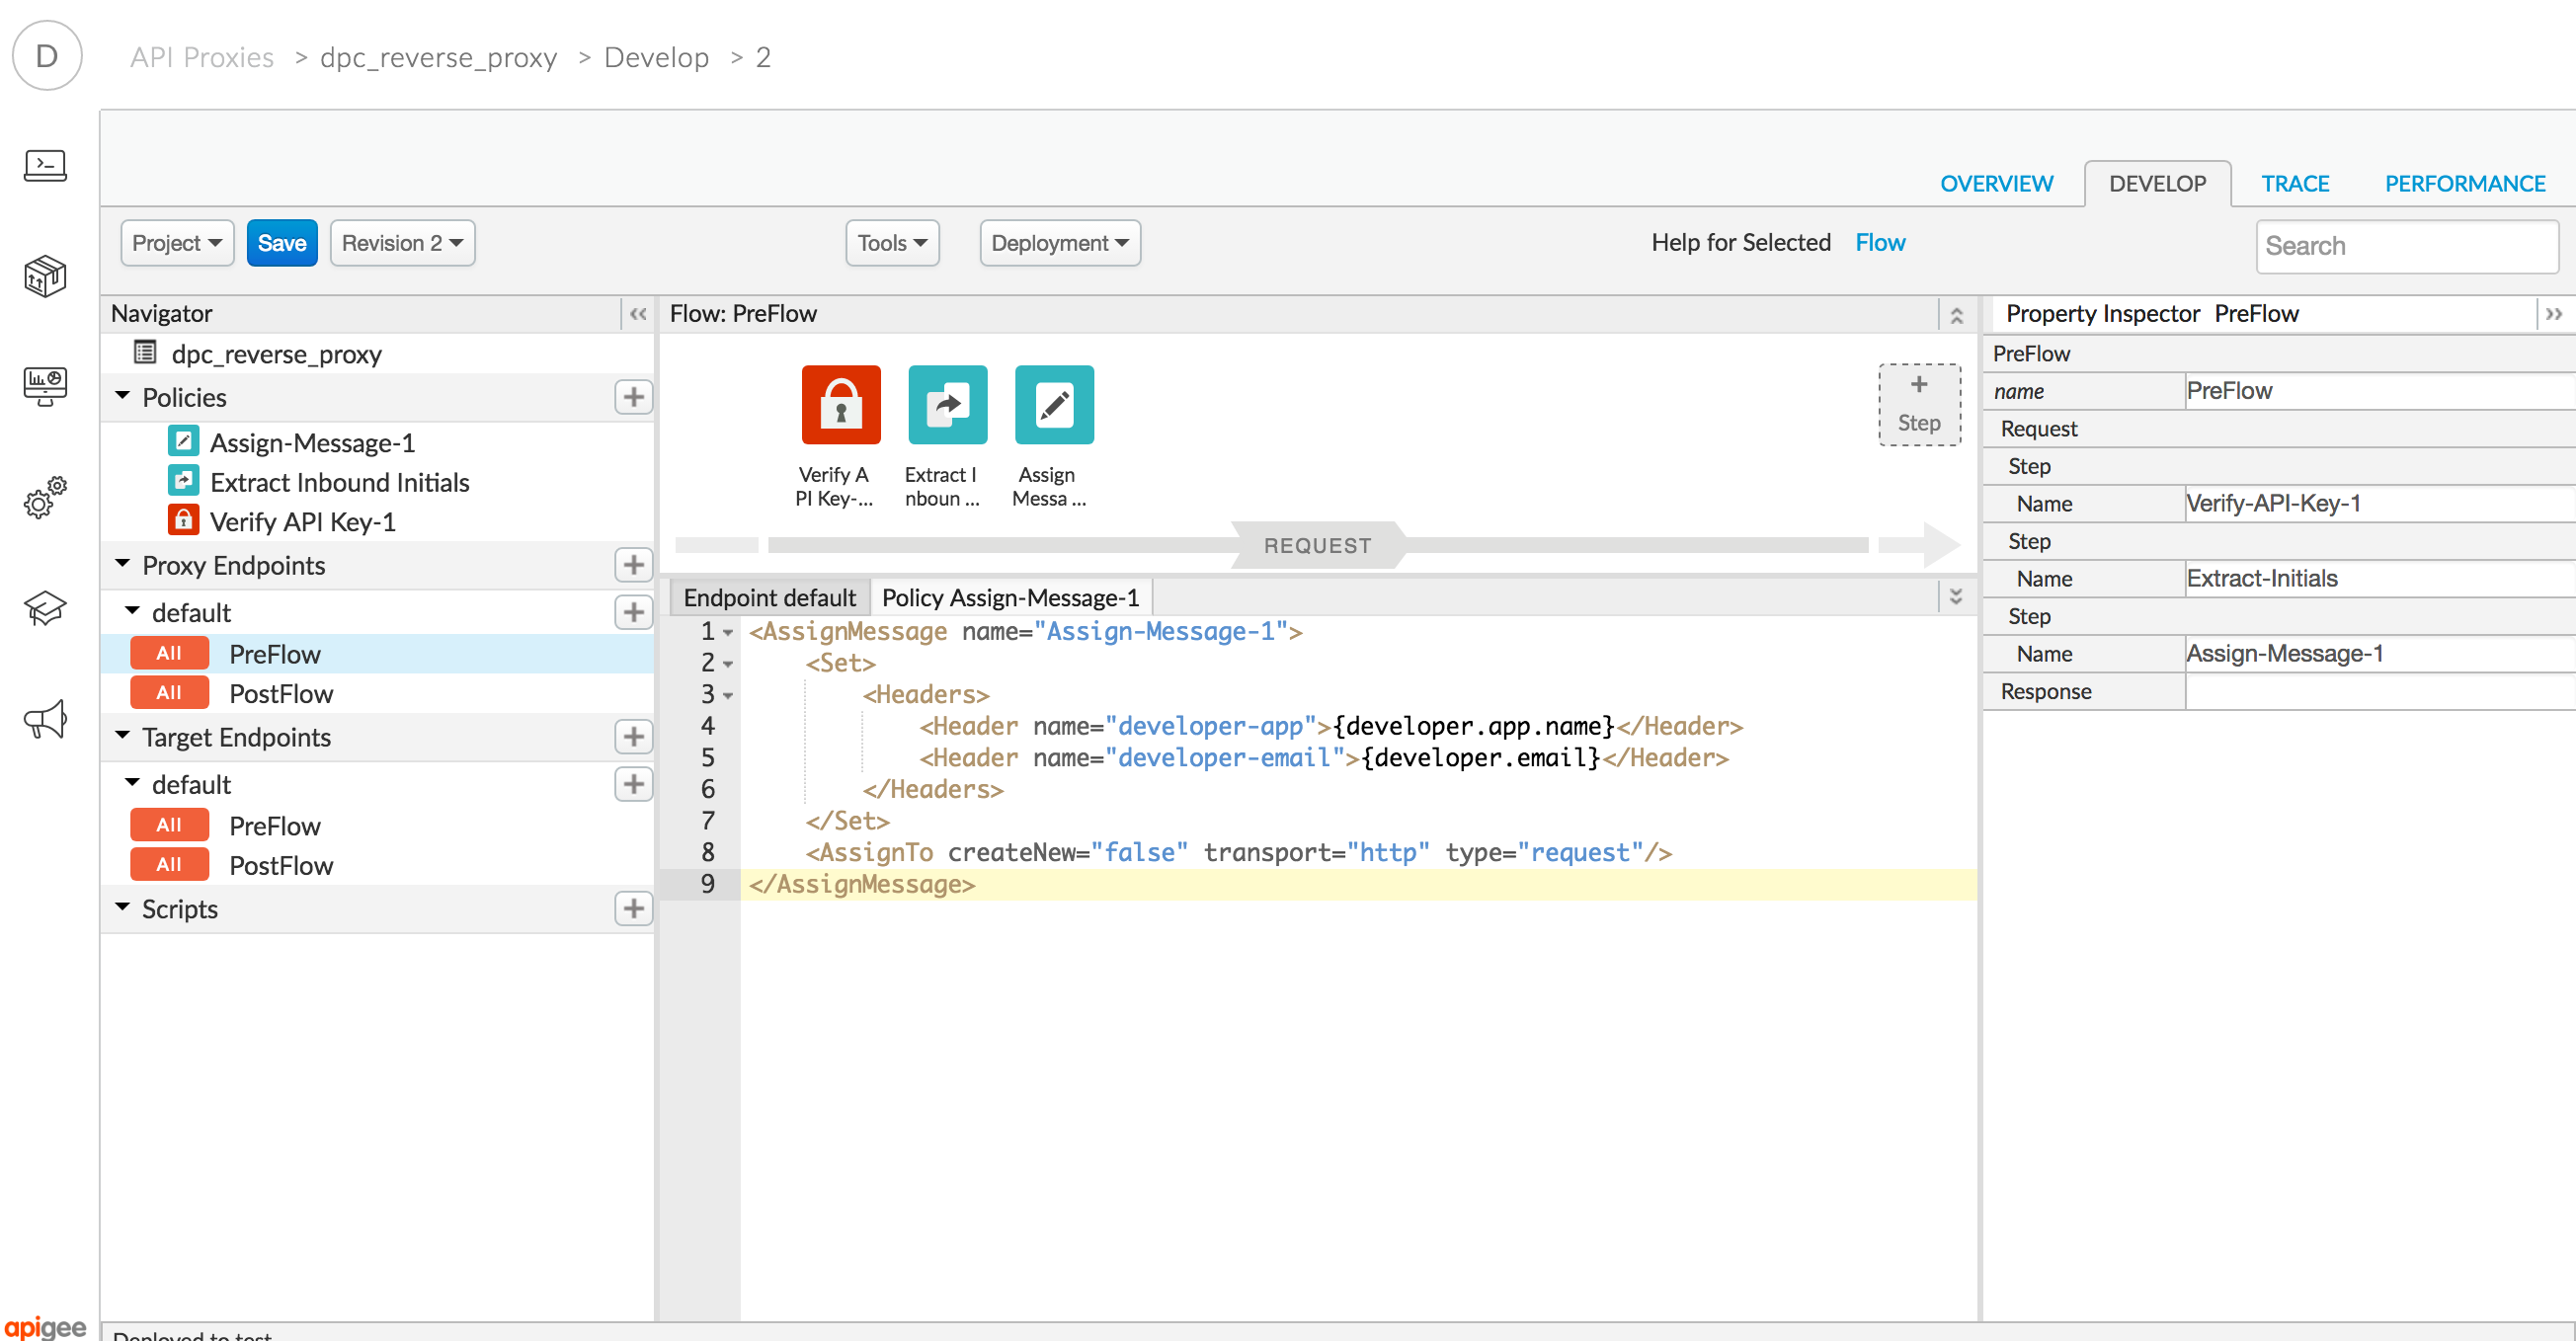 D
API Proxies > dpc_reverse_proxy > Develop > 2
OVERVIEW DEVELOP TRACE PERFORMANCE
Project Save Revision 2 Tools Deployment Help for Selected Flow Search
Navigator
dpc_reverse_proxy
Policies
Assign-Message-1
Extract Inbound Initials
Verify API Key-1
Proxy Endpoints
default
All PreFlow
All PostFlow
Target Endpoints
default
All PreFlow
All PostFlow
Scripts
Flow: PreFlow
Verify A
PI Key-...
Extract I
nboun ...
Assign
Messa ...
+
Step
REQUEST
Endpoint default Policy Assign-Message-1
1 <AssignMessage name="Assign-Message-1">
2 <Set>
3 <Headers>
4 <Header name="developer-app">{developer.app.name}</Header>
5 <Header name="developer-email">{developer.email}</Header>
6 </Headers>
7 </Set>
8 <AssignTo createNew="false" transport="http" type="request"/>
9 </AssignMessage>
Property Inspector PreFlow
PreFlow
name PreFlow
Request
Step
Name Verify-API-Key-1
Step
Name Extract-Initials
Step
Name Assign-Message-1
Response
apigee
Deployed to test